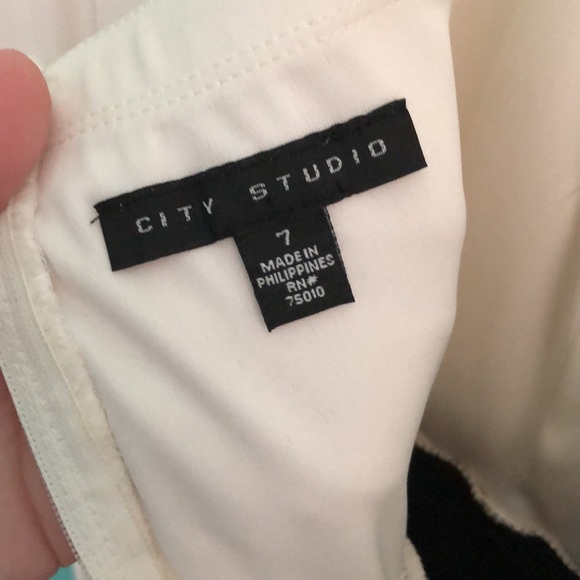 CITY STUDIO
7
MADE IN
PHILIPPINES
RN#
75010